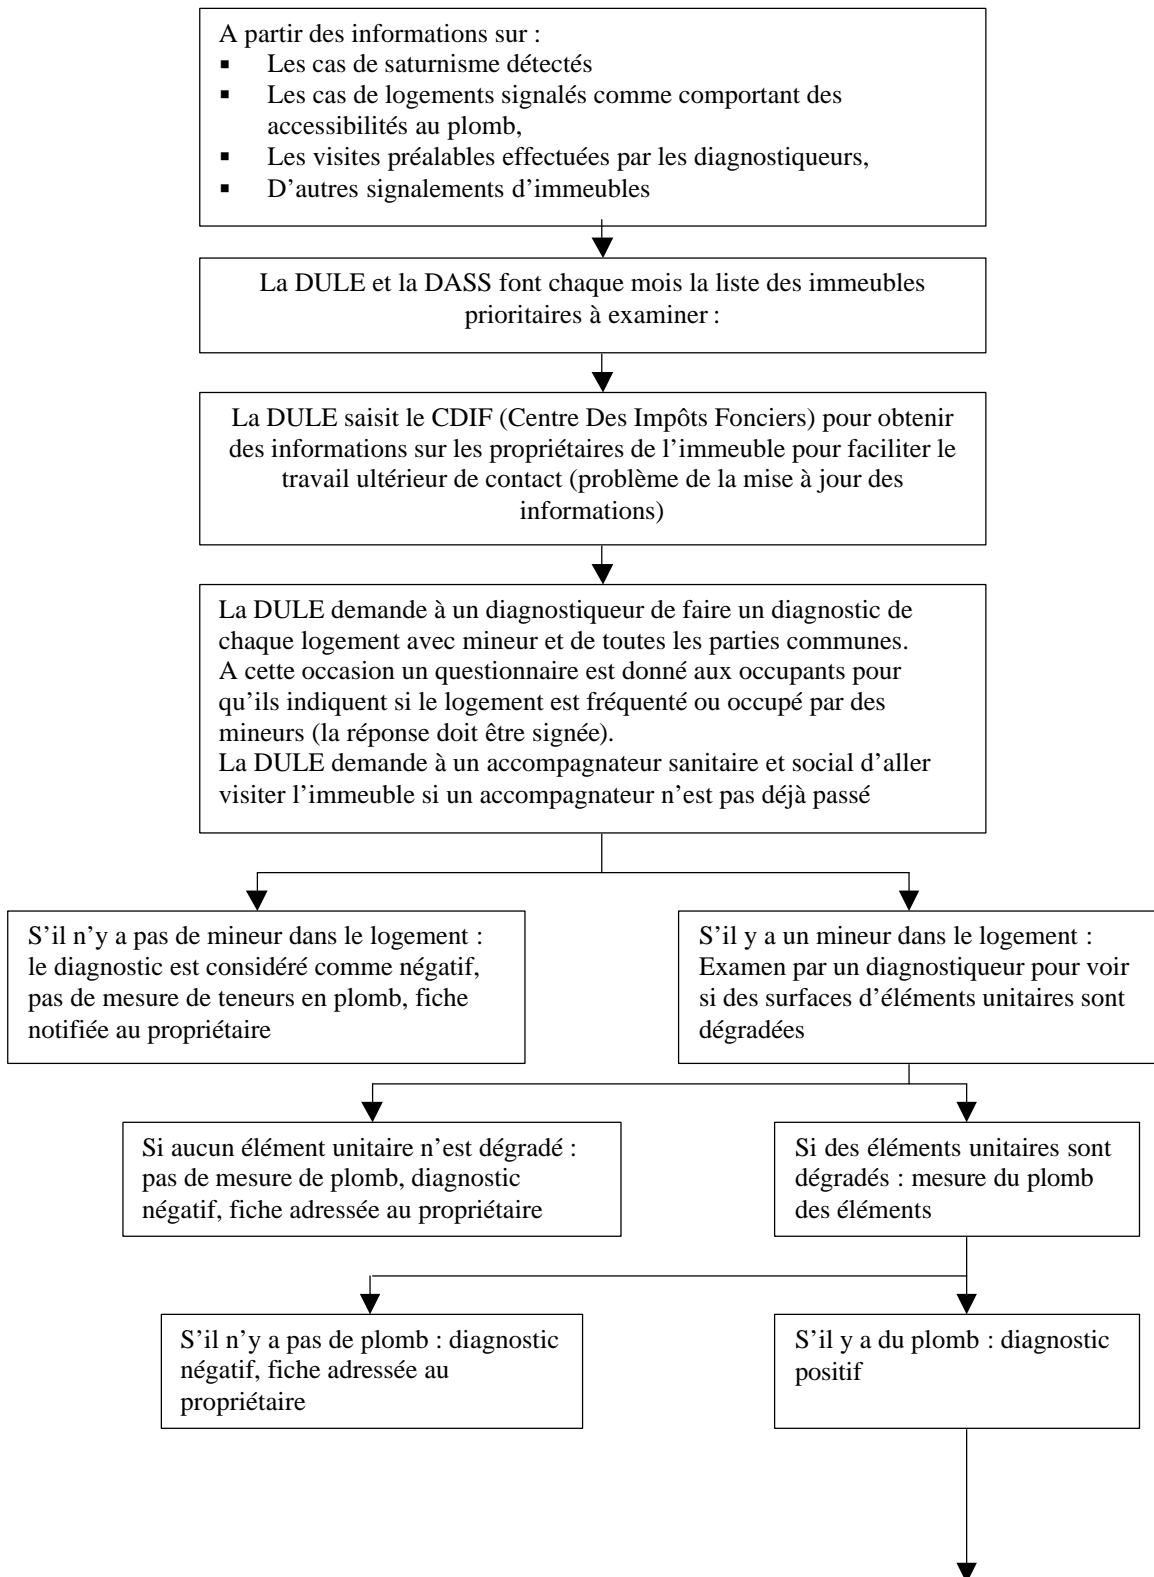 A partir des informations sur :
▪ Les cas de saturnisme détectés
▪ Les cas de logements signalés comme comportant des
accessibilités au plomb,
▪ Les visites préalables effectuées par les diagnostiqueurs,
▪ D’autres signalements d’immeubles
La DULE et la DASS font chaque mois la liste des immeubles
prioritaires à examiner :
La DULE saisit le CDIF (Centre Des Impôts Fonciers) pour obtenir
des informations sur les propriétaires de l’immeuble pour faciliter le
travail ultérieur de contact (problème de la mise à jour des
informations)
La DULE demande à un diagnostiqueur de faire un diagnostic de
chaque logement avec mineur et de toutes les parties communes.
A cette occasion un questionnaire est donné aux occupants pour
qu’ils indiquent si le logement est fréquenté ou occupé par des
mineurs (la réponse doit être signée).
La DULE demande à un accompagnateur sanitaire et social d’aller
visiter l’immeuble si un accompagnateur n’est pas déjà passé
S’il n’y a pas de mineur dans le logement :
le diagnostic est considéré comme négatif,
pas de mesure de teneurs en plomb, fiche
notifiée au propriétaire
S’il y a un mineur dans le logement :
Examen par un diagnostiqueur pour voir
si des surfaces d’éléments unitaires sont
dégradées
Si aucun élément unitaire n’est dégradé :
pas de mesure de plomb, diagnostic
négatif, fiche adressée au propriétaire
Si des éléments unitaires sont
dégradés : mesure du plomb
des éléments
S’il n’y a pas de plomb : diagnostic
négatif, fiche adressée au
propriétaire
S’il y a du plomb : diagnostic
positif